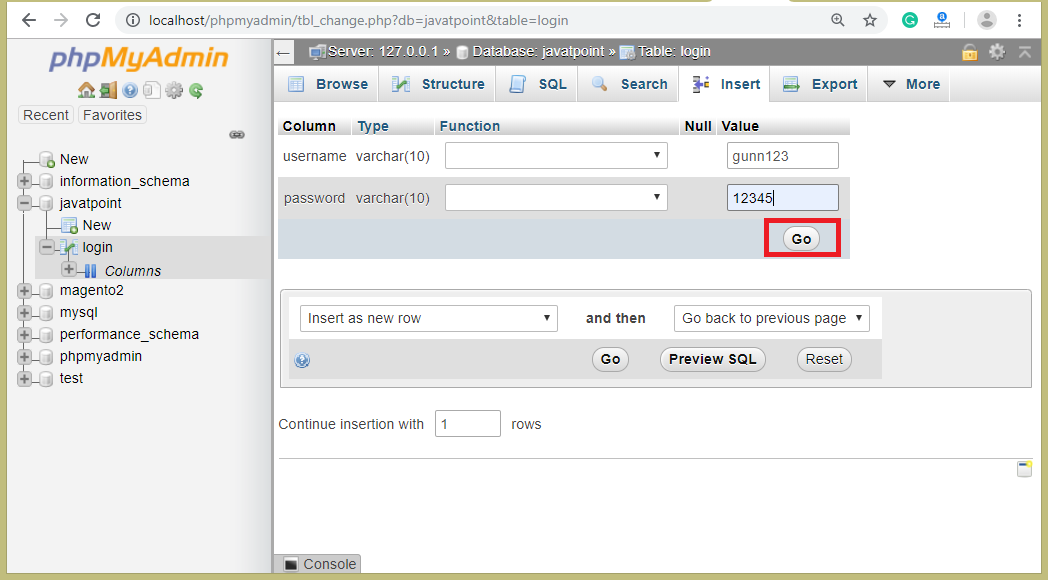 localhost/phpmyadmin/tbl_change.php?db=javatpoint&table=login
phpMyAdmin
Recent Favorites
New
information_schema
javatpoint
New
login
Columns
magento2
mysql
performance_schema
phpmyadmin
test
Server: 127.0.0.1 » Database: javatpoint » Table: login
Browse Structure SQL Search Insert Export More
Column Type Function Null Value
username varchar(10) gunn123
password varchar(10) 12345
Go
Insert as new row and then Go back to previous page
Go Preview SQL Reset
Continue insertion with 1 rows
Console